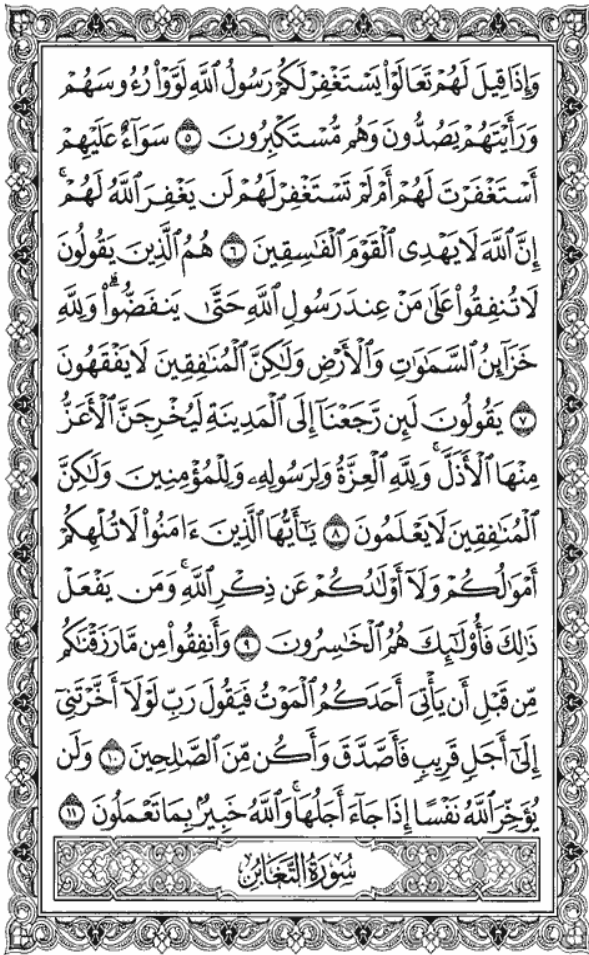 وَإِذَا قِيلَ لَهُمْ تَعَالَوْا۟ يَسْتَغْفِرْ لَكُمْ رَسُولُ ٱللَّهِ لَوَّوْا۟ رُءُوسَهُمْ
وَرَأَيْتَهُمْ يَصُدُّونَ وَهُم مُّسْتَكْبِرُونَ ٥ سَوَآءٌ عَلَيْهِمْ
أَسْتَغْفَرْتَ لَهُمْ أَمْ لَمْ تَسْتَغْفِرْ لَهُمْ لَن يَغْفِرَ ٱللَّهُ لَهُمْ ۚ
إِنَّ ٱللَّهَ لَا يَهْدِى ٱلْقَوْمَ ٱلْفَـٰسِقِينَ ٦ هُمُ ٱلَّذِينَ يَقُولُونَ
لَا تُنفِقُوا۟ عَلَىٰ مَنْ عِندَ رَسُولِ ٱللَّهِ حَتَّىٰ يَنفَضُّوا۟ ۗ وَلِلَّهِ
خَزَآئِنُ ٱلسَّمَـٰوَٰتِ وَٱلْأَرْضِ وَلَـٰكِنَّ ٱلْمُنَـٰفِقِينَ لَا يَفْقَهُونَ
٧ يَقُولُونَ لَئِن رَّجَعْنَآ إِلَى ٱلْمَدِينَةِ لَيُخْرِجَنَّ ٱلْأَعَزُّ
مِنْهَا ٱلْأَذَلَّ ۚ وَلِلَّهِ ٱلْعِزَّةُ وَلِرَسُولِهِۦ وَلِلْمُؤْمِنِينَ وَلَـٰكِنَّ
ٱلْمُنَـٰفِقِينَ لَا يَعْلَمُونَ ٨ يَـٰٓأَيُّهَا ٱلَّذِينَ ءَامَنُوا۟ لَا تُلْهِكُمْ
أَمْوَٰلُكُمْ وَلَآ أَوْلَـٰدُكُمْ عَن ذِكْرِ ٱللَّهِ ۚ وَمَن يَفْعَلْ
ذَٰلِكَ فَأُو۟لَـٰٓئِكَ هُمُ ٱلْخَـٰسِرُونَ ٩ وَأَنفِقُوا۟ مِن مَّا رَزَقْنَـٰكُم
مِّن قَبْلِ أَن يَأْتِىَ أَحَدَكُمُ ٱلْمَوْتُ فَيَقُولَ رَبِّ لَوْلَآ أَخَّرْتَنِىٓ
إِلَىٰٓ أَجَلٍ قَرِيبٍ فَأَصَّدَّقَ وَأَكُن مِّنَ ٱلصَّـٰلِحِينَ ١٠ وَلَن
يُؤَخِّرَ ٱللَّهُ نَفْسًا إِذَا جَآءَ أَجَلُهَا ۚ وَٱللَّهُ خَبِيرٌۢ بِمَا تَعْمَلُونَ ١١
سُورَةُ التَّغَابُنِ